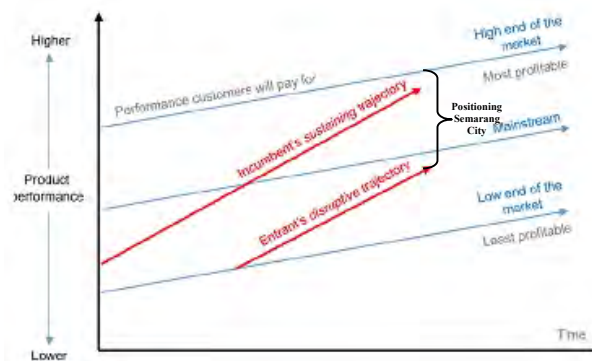 Higher
Product
performance
Lower
Performance customers will pay for
Incumbent's sustaining trajectory
Entrant's disruptive trajectory
High end of the
market
Most profitable
Positioning
Semarang
City
Mainstream
Low end of the
market
Least profitable
Time